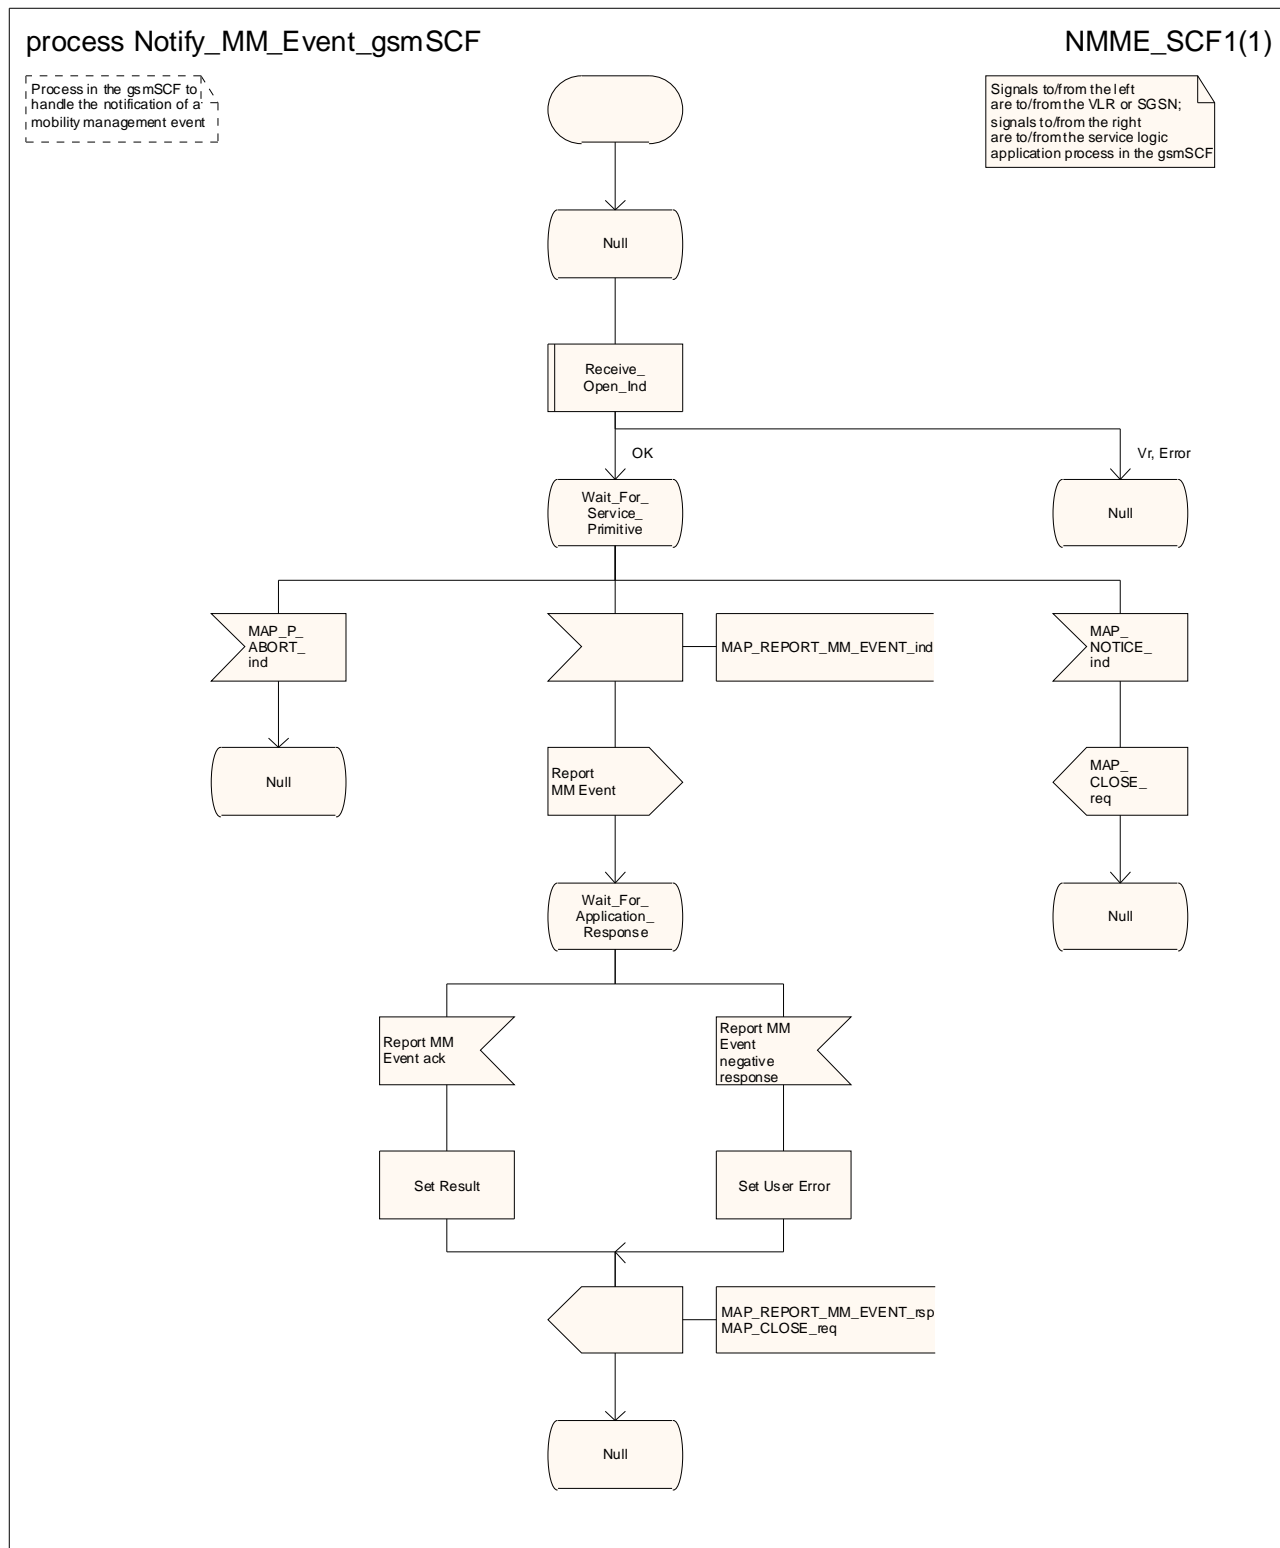 process Notify_MM_Event_gsmSCF
NMME_SCF1(1)
Process in the gsmSCF to
handle the notification of a
mobility management event
Signals to/from the left
are to/from the VLR or SGSN;
signals to/from the right
are to/from the service logic
application process in the gsmSCF
Null
Receive_
Open_Ind
OK
Vr, Error
Wait_For_
Service_
Primitive
Null
MAP_P_
ABORT_
ind
MAP_REPORT_MM_EVENT_ind
MAP_
NOTICE_
ind
Null
Report
MM Event
MAP_
CLOSE_
req
Wait_For_
Application_
Response
Null
Report MM
Event ack
Report MM
Event
negative
response
Set Result
Set User Error
MAP_REPORT_MM_EVENT_rsp
MAP_CLOSE_req
Null